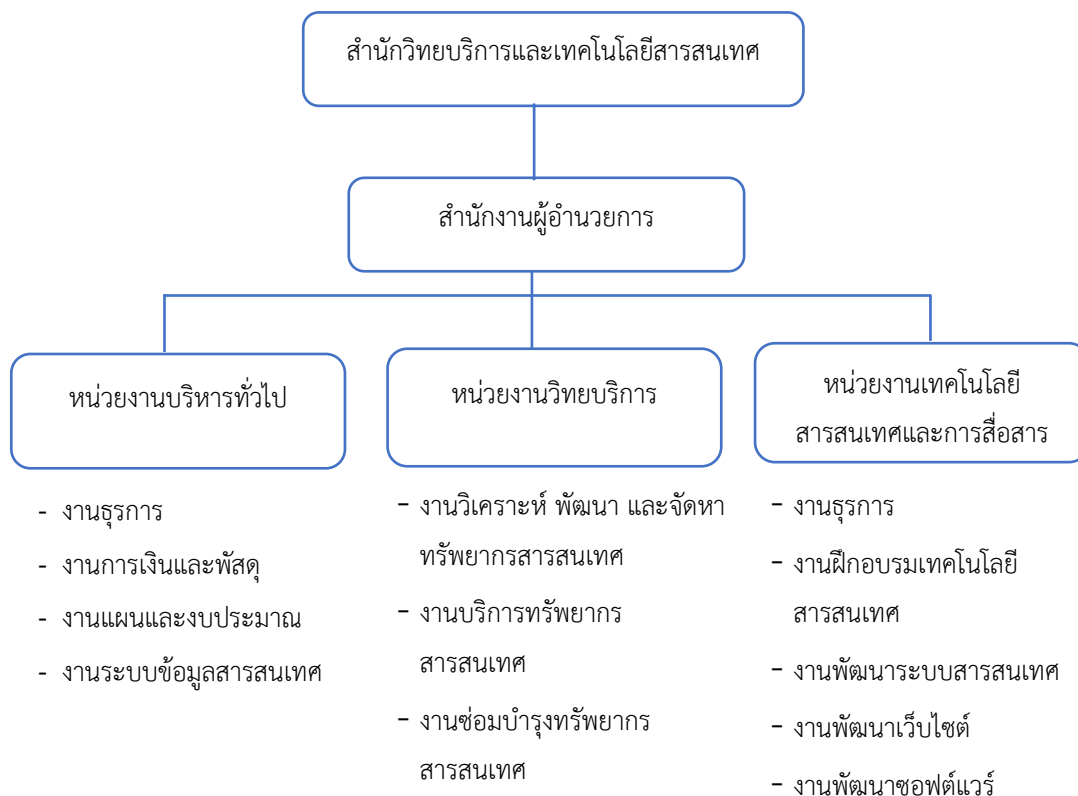 สำนักวิทยบริการและเทคโนโลยีสารสนเทศ
สำนักงานผู้อำนวยการ
หน่วยงานบริหารทั่วไป
- งานธุรการ
- งานการเงินและพัสดุ
- งานแผนและงบประมาณ
- งานระบบข้อมูลสารสนเทศ
หน่วยงานวิทยบริการ
- งานวิเคราะห์ พัฒนา และจัดหา
ทรัพยากรสารสนเทศ
- งานบริการทรัพยากร
สารสนเทศ
- งานซ่อมบำรุงทรัพยากร
สารสนเทศ
หน่วยงานเทคโนโลยี
สารสนเทศและการสื่อสาร
- งานธุรการ
- งานฝึกอบรมเทคโนโลยี
สารสนเทศ
- งานพัฒนาระบบสารสนเทศ
- งานพัฒนาเว็บไซต์
- งานพัฒนาซอฟต์แวร์